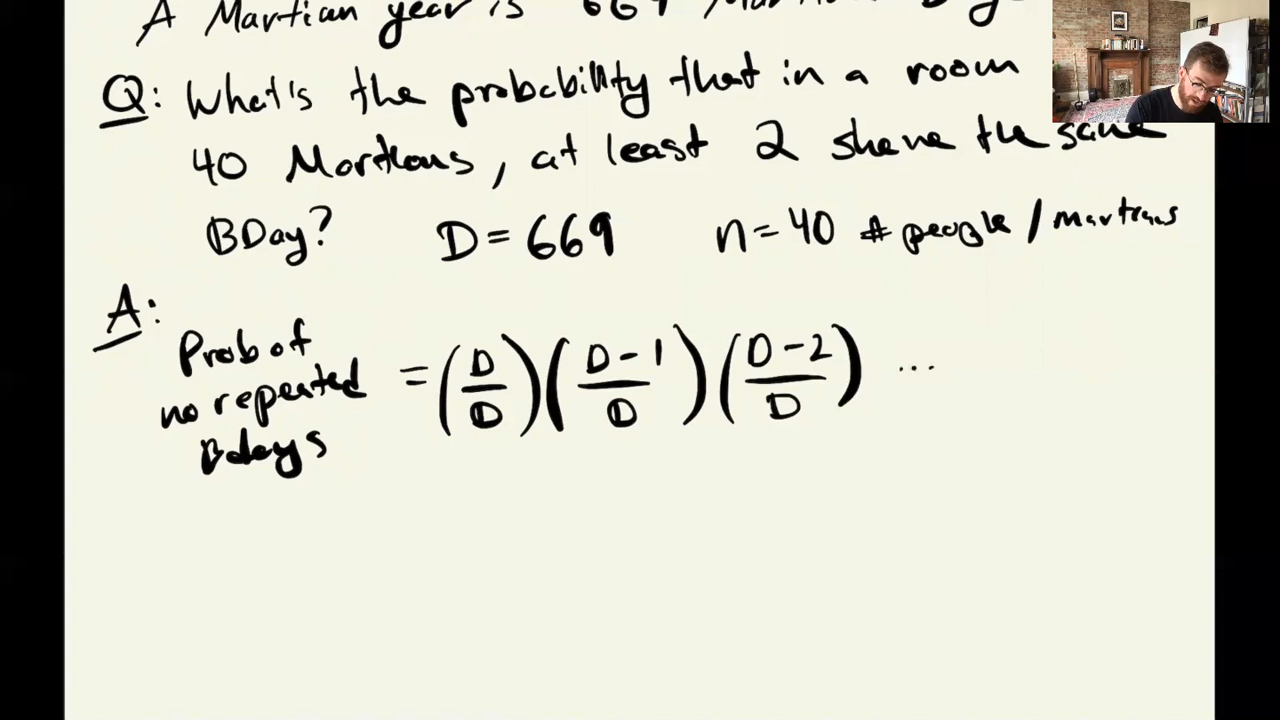 A Martian year is 669
Q: What's the probability that in a room
40 Martians, at least 2 share the same
BDay? D = 669 n = 40 # people / martians
A:
Prob of
no repeated
Bdays
= (D/D) (D-1/D) (D-2/D) ...